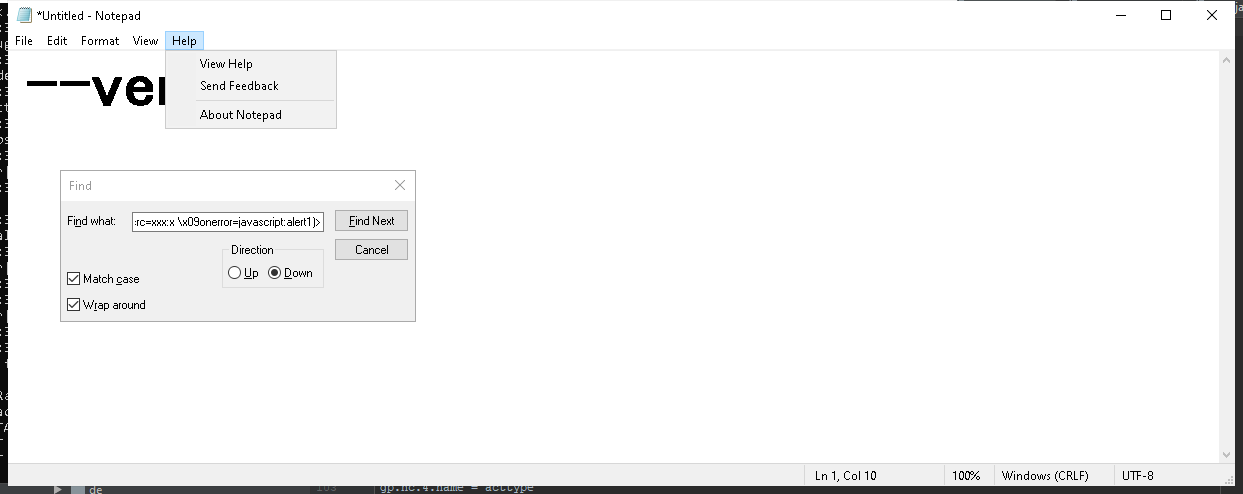 *Untitled - Notepad
File Edit Format View Help
View Help
Send Feedback
About Notepad
--ver
Find
Find what: :rc=xxx:x \x09onerror=javascript:alert1)> Find Next
Cancel
Direction
Up Down
Match case
Wrap around
Ln 1, Col 10 100% Windows (CRLF) UTF-8
de
gp.nc.4.name = acttype